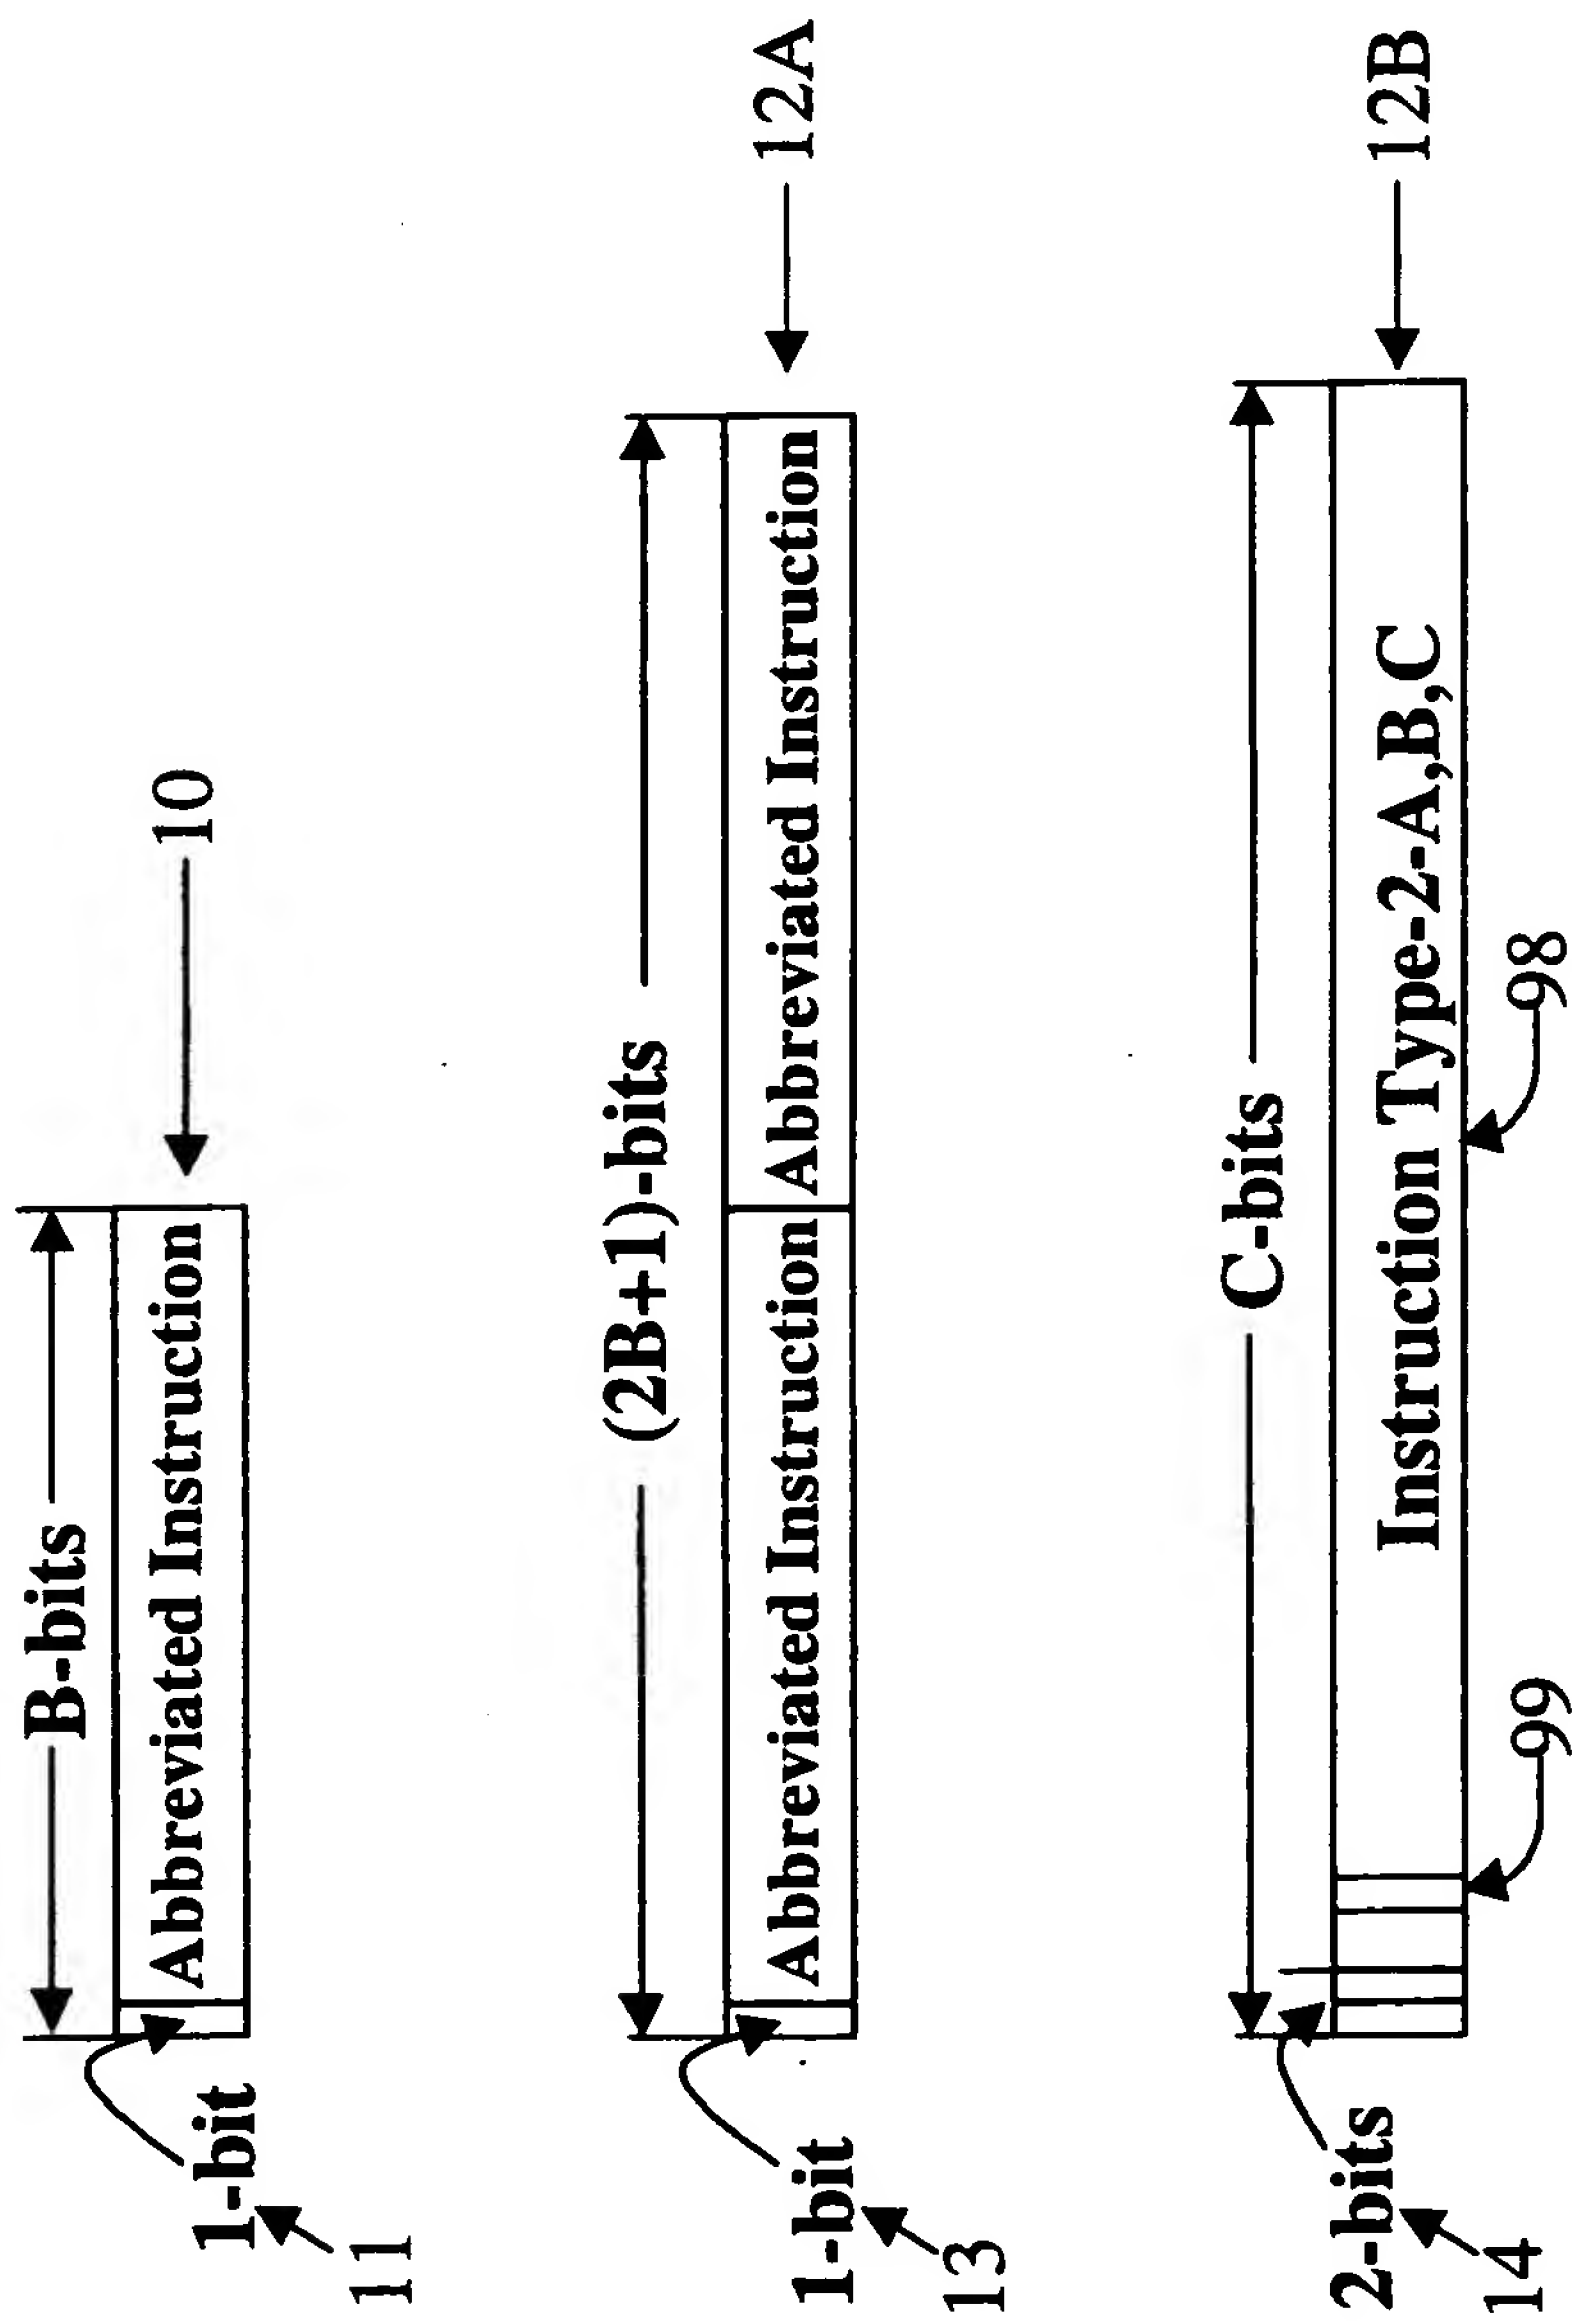 B-bits
Abbreviated Instruction
10
1-bit
11
(2B+1)-bits
Abbreviated Instruction Abbreviated Instruction
12A
1-bit
13
C-bits
Instruction Type-2-A,B,C
12B
2-bits
14
99
98